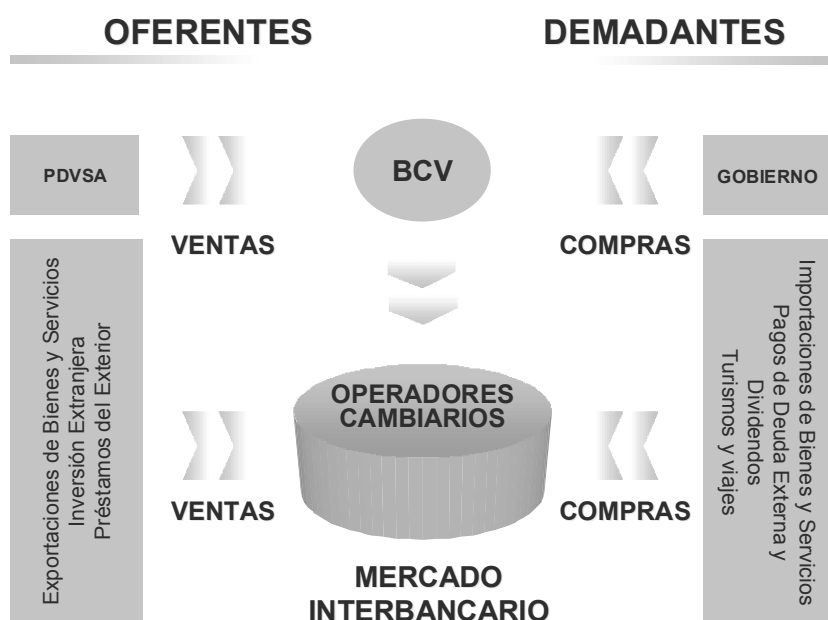 OFERENTES
DEMADANTES
PDVSA
BCV
GOBIERNO
VENTAS
COMPRAS
Exportaciones de Bienes y Servicios
Inversión Extranjera
Préstamos del Exterior
OPERADORES
CAMBIARIOS
Importaciones de Bienes y Servicios
Pagos de Deuda Externa y
Dividendos
Turismos y viajes
VENTAS
COMPRAS
MERCADO
INTERBANCARIO